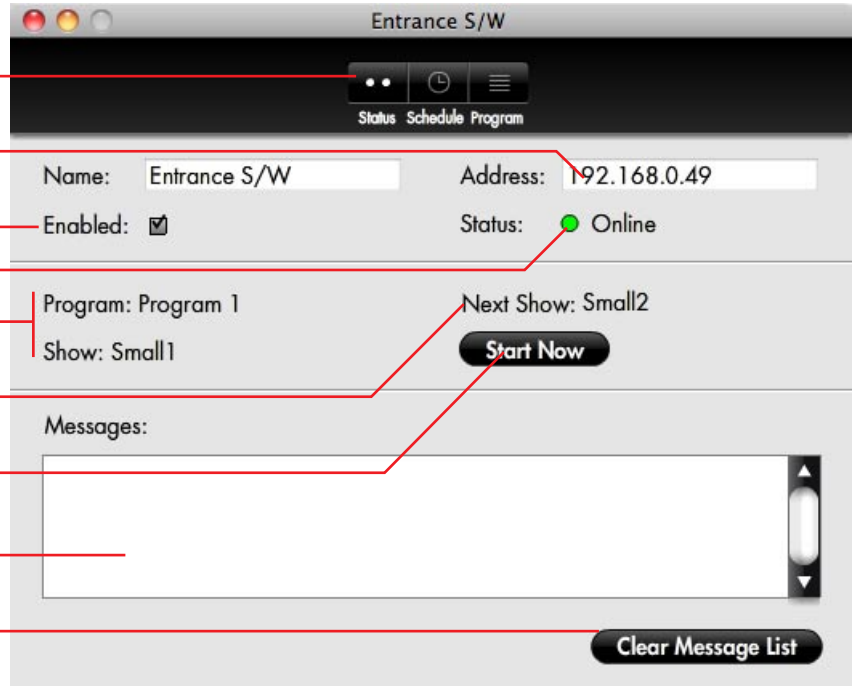 Entrance S/W
Status Schedule Program
Name: Entrance S/W
Address: 192.168.0.49
Enabled:
Status: Online
Program: Program 1
Next Show: Small2
Show: Small1
Start Now
Messages:
Clear Message List